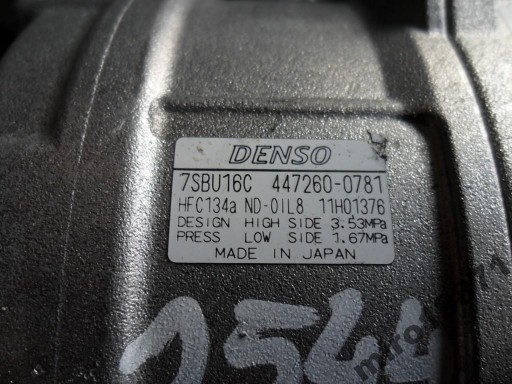 DENSO
7SBU16C 447260-0781
HFC134a ND-OIL8 11H01376
DESIGN HIGH SIDE 3.53MPa
PRESS LOW SIDE 1.67MPa
MADE IN JAPAN